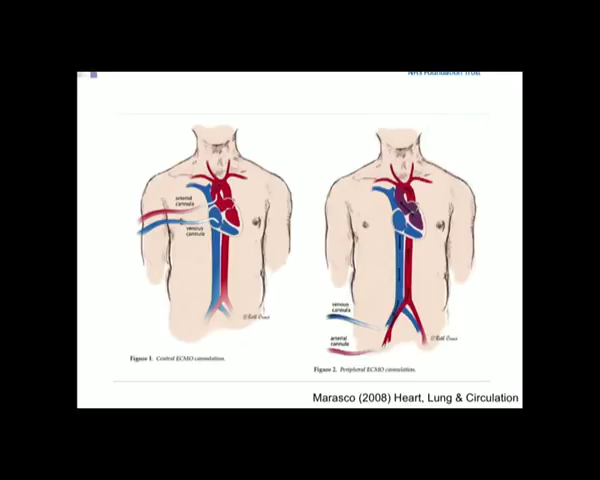 NHS Foundation Trust
arterial
cannula
venous
cannula
venous
cannula
arterial
cannula
Figure 1. Central ECMO cannulation.
Figure 2. Peripheral ECMO cannulation.
Marasco (2008) Heart, Lung & Circulation